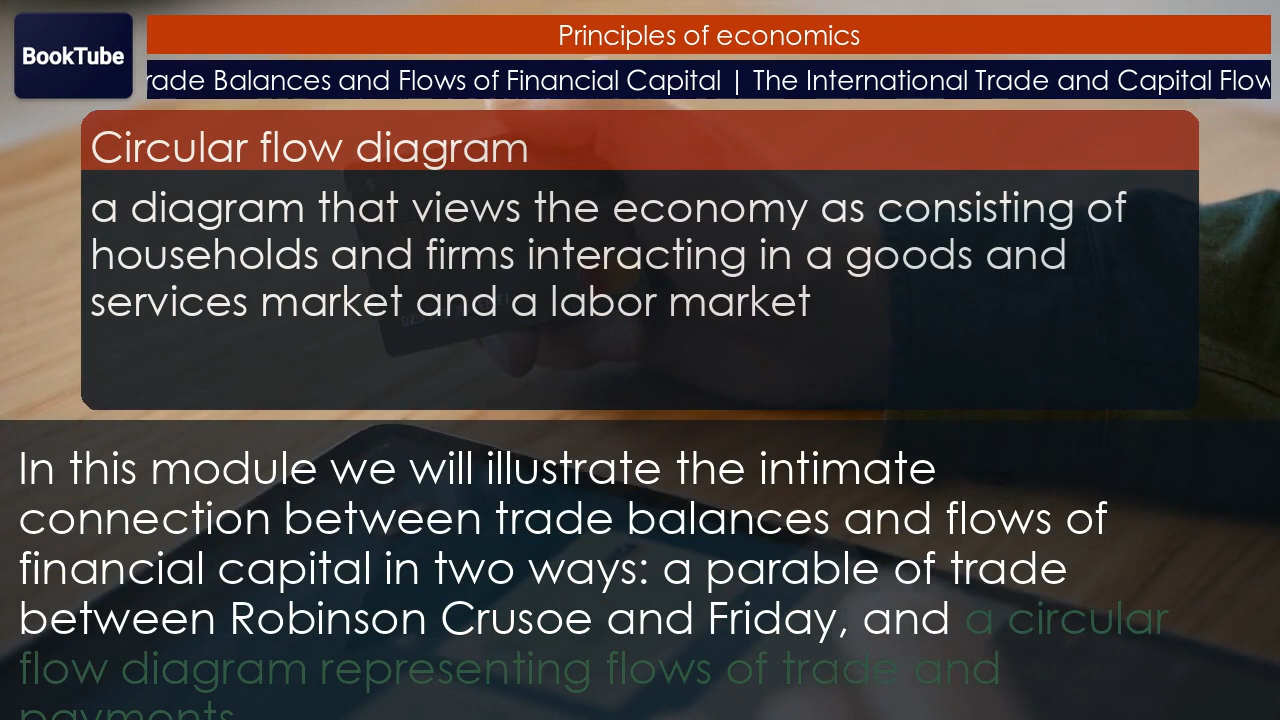 BookTube
Principles of economics
rade Balances and Flows of Financial Capital | The International Trade and Capital Flow
Circular flow diagram
a diagram that views the economy as consisting of
households and firms interacting in a goods and
services market and a labor market
In this module we will illustrate the intimate
connection between trade balances and flows of
financial capital in two ways: a parable of trade
between Robinson Crusoe and Friday, and a circular
flow diagram representing flows of trade and
payments.